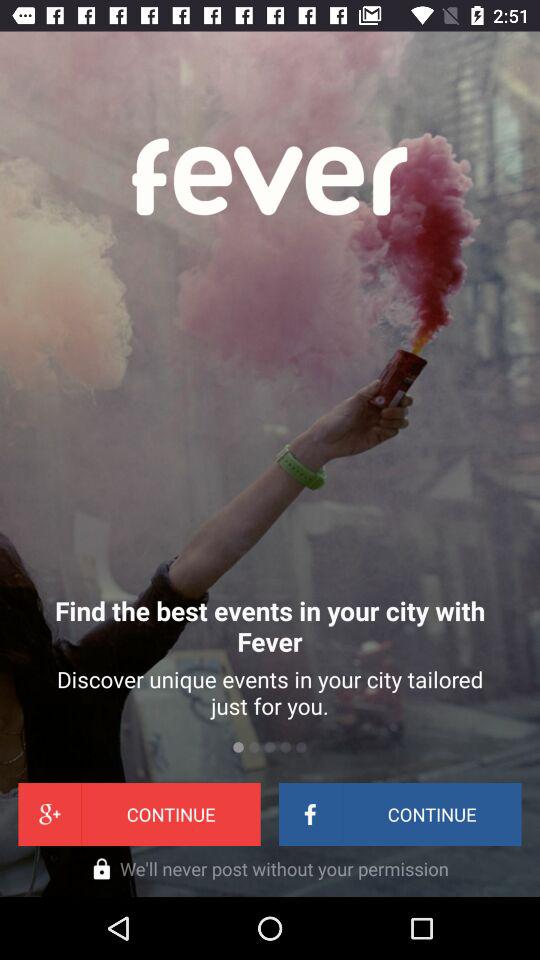 2:51
fever
Find the best events in your city with
Fever
Discover unique events in your city tailored
just for you.
g+ CONTINUE f CONTINUE
We'll never post without your permission